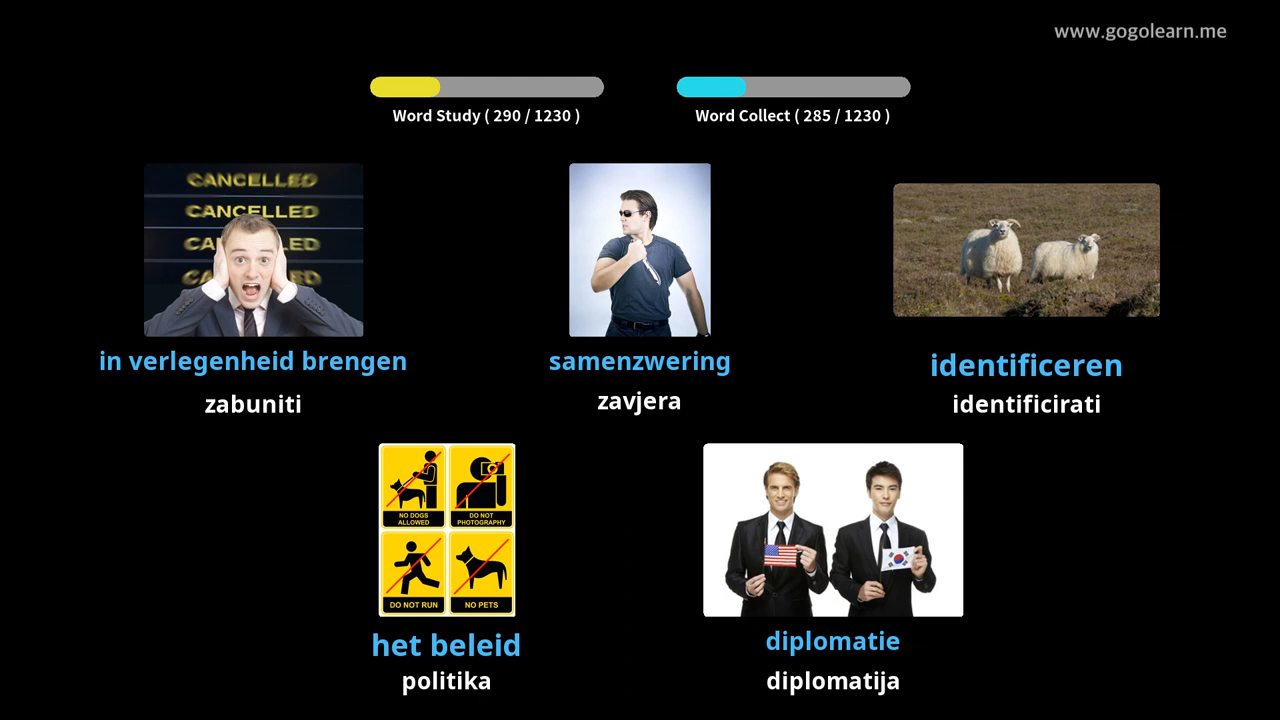 www.gogolearn.me
Word Study ( 290 / 1230 )
Word Collect ( 285 / 1230 )
CANCELLED
CANCELLED
in verlegenheid brengen
zabuniti
samenzwering
zavjera
identificeren
identificirati
NO DOGS
ALLOWED
DO NOT
PHOTOGRAPHY
DO NOT RUN
NO PETS
het beleid
politika
diplomatie
diplomatija